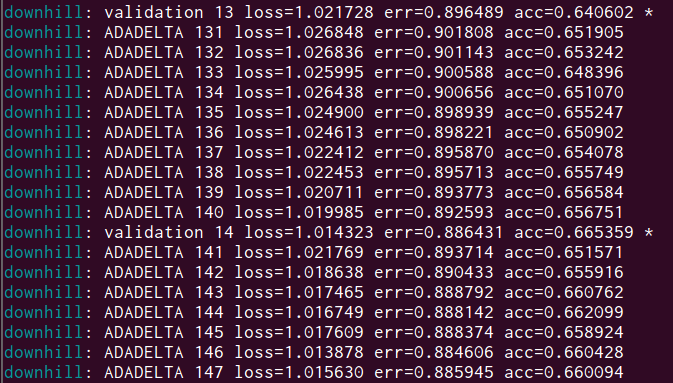 downhill: validation 13 loss=1.021728 err=0.896489 acc=0.640602 *
downhill: ADADELTA 131 loss=1.026848 err=0.901808 acc=0.651905
downhill: ADADELTA 132 loss=1.026836 err=0.901143 acc=0.653242
downhill: ADADELTA 133 loss=1.025995 err=0.900588 acc=0.648396
downhill: ADADELTA 134 loss=1.026438 err=0.900656 acc=0.651070
downhill: ADADELTA 135 loss=1.024900 err=0.898939 acc=0.655247
downhill: ADADELTA 136 loss=1.024613 err=0.898221 acc=0.650902
downhill: ADADELTA 137 loss=1.022412 err=0.895870 acc=0.654078
downhill: ADADELTA 138 loss=1.022453 err=0.895713 acc=0.655749
downhill: ADADELTA 139 loss=1.020711 err=0.893773 acc=0.656584
downhill: ADADELTA 140 loss=1.019985 err=0.892593 acc=0.656751
downhill: validation 14 loss=1.014323 err=0.886431 acc=0.665359 *
downhill: ADADELTA 141 loss=1.021769 err=0.893714 acc=0.651571
downhill: ADADELTA 142 loss=1.018638 err=0.890433 acc=0.655916
downhill: ADADELTA 143 loss=1.017465 err=0.888792 acc=0.660762
downhill: ADADELTA 144 loss=1.016749 err=0.888142 acc=0.662099
downhill: ADADELTA 145 loss=1.017609 err=0.888374 acc=0.658924
downhill: ADADELTA 146 loss=1.013878 err=0.884606 acc=0.660428
downhill: ADADELTA 147 loss=1.015630 err=0.885945 acc=0.660094